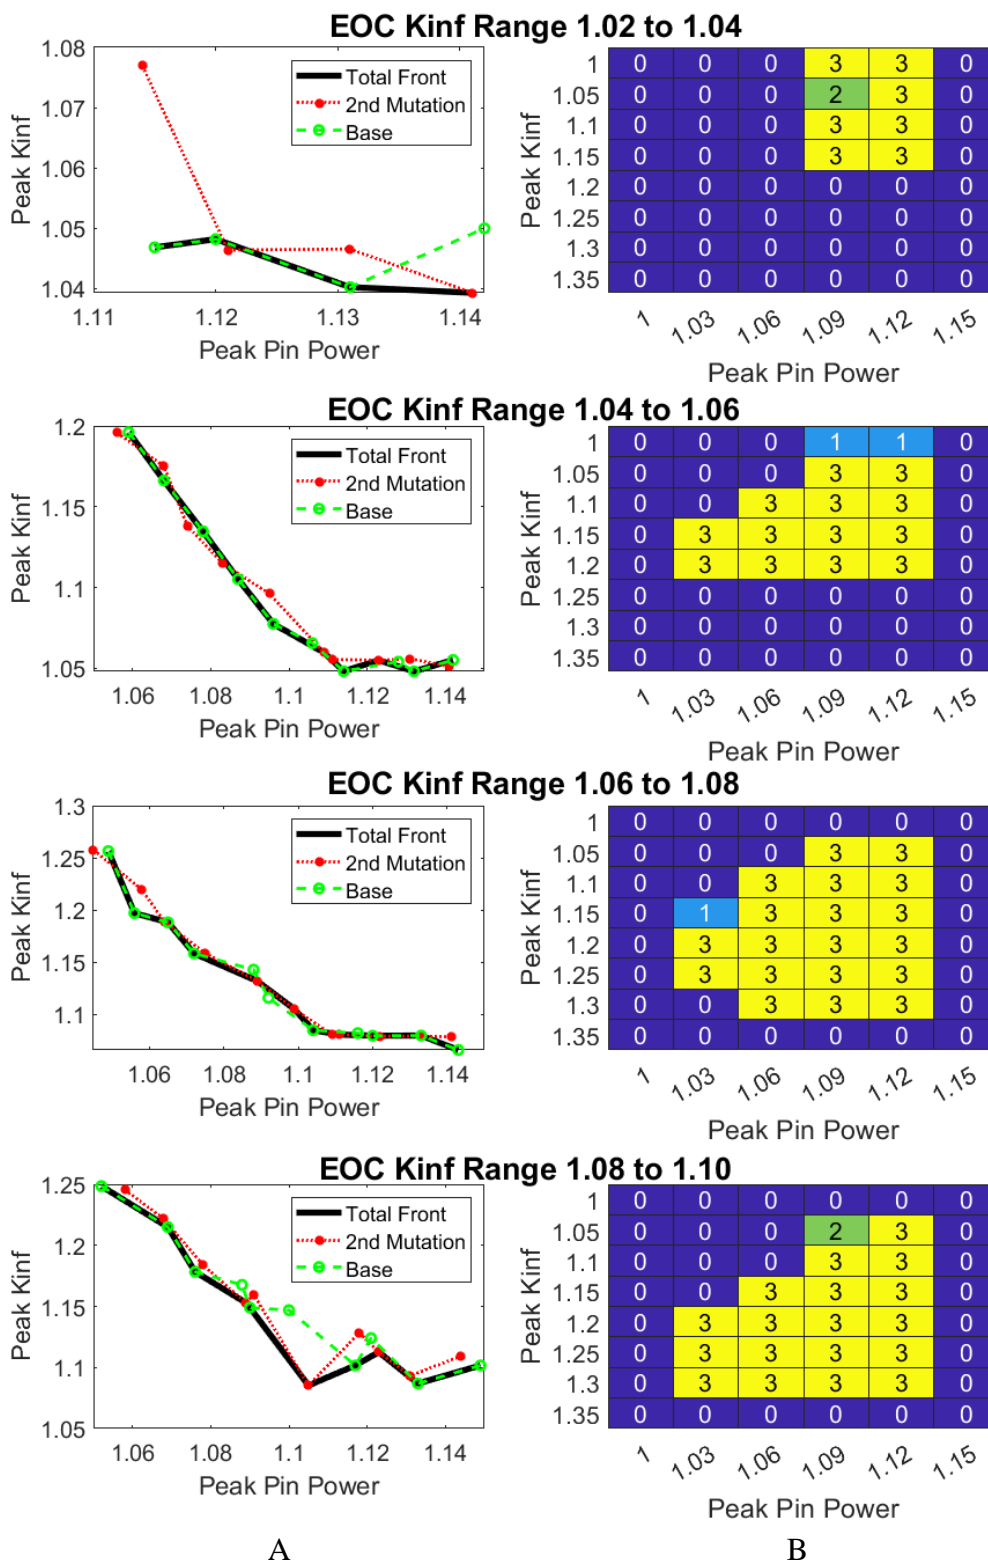 EOC Kinf Range 1.02 to 1.04
1.08
1.07
1.06
1.05
1.04
Peak Kinf
1.11 1.12 1.13 1.14
Peak Pin Power
Total Front
2nd Mutation
Base
1 0 0 0 3 3 0
1.05 0 0 0 2 3 0
1.1 0 0 0 3 3 0
1.15 0 0 0 3 3 0
1.2 0 0 0 0 0 0
1.25 0 0 0 0 0 0
1.3 0 0 0 0 0 0
1.35 0 0 0 0 0 0
Peak Kinf
1 1.03 1.06 1.09 1.12 1.15
Peak Pin Power
EOC Kinf Range 1.04 to 1.06
1.2
1.15
1.1
1.05
Peak Kinf
1.06 1.08 1.1 1.12 1.14
Peak Pin Power
Total Front
2nd Mutation
Base
1 0 0 0 1 1 0
1.05 0 0 0 3 3 0
1.1 0 0 3 3 3 0
1.15 0 3 3 3 3 0
1.2 0 3 3 3 3 0
1.25 0 0 0 0 0 0
1.3 0 0 0 0 0 0
1.35 0 0 0 0 0 0
Peak Kinf
1 1.03 1.06 1.09 1.12 1.15
Peak Pin Power
EOC Kinf Range 1.06 to 1.08
1.3
1.25
1.2
1.15
1.1
Peak Kinf
1.06 1.08 1.1 1.12 1.14
Peak Pin Power
Total Front
2nd Mutation
Base
1 0 0 0 0 0 0
1.05 0 0 0 3 3 0
1.1 0 0 3 3 3 0
1.15 0 1 3 3 3 0
1.2 0 3 3 3 3 0
1.25 0 3 3 3 3 0
1.3 0 0 3 3 3 0
1.35 0 0 0 0 0 0
Peak Kinf
1 1.03 1.06 1.09 1.12 1.15
Peak Pin Power
EOC Kinf Range 1.08 to 1.10
1.25
1.2
1.15
1.1
1.05
Peak Kinf
1.06 1.08 1.1 1.12 1.14
Peak Pin Power
Total Front
2nd Mutation
Base
1 0 0 0 0 0 0
1.05 0 0 0 2 3 0
1.1 0 0 0 3 3 0
1.15 0 0 3 3 3 0
1.2 0 3 3 3 3 0
1.25 0 3 3 3 3 0
1.3 0 3 3 3 3 0
1.35 0 0 0 0 0 0
Peak Kinf
1 1.03 1.06 1.09 1.12 1.15
Peak Pin Power
A B